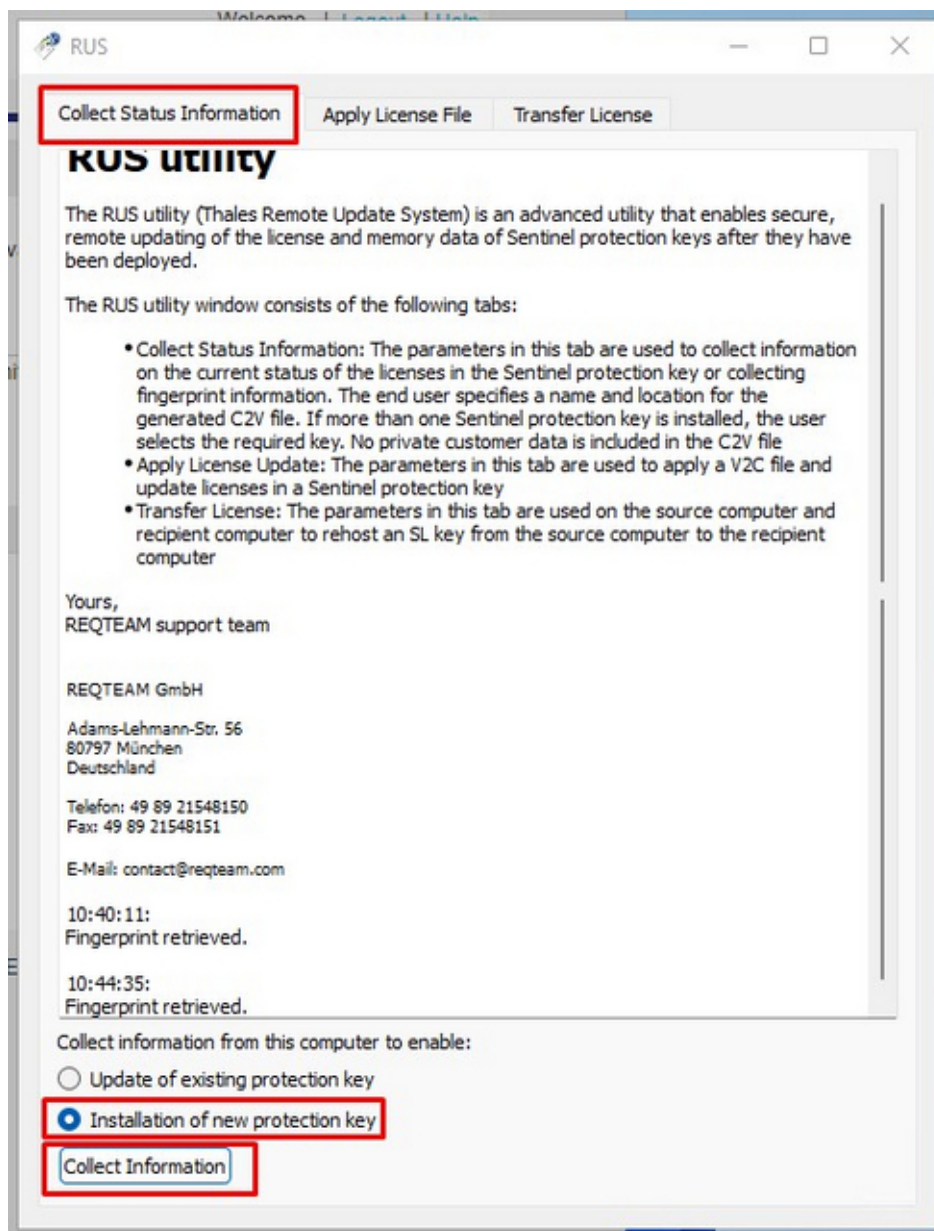 Welcome | Logout | Help
RUS
Collect Status Information
Apply License File
Transfer License
RUS utility
The RUS utility (Thales Remote Update System) is an advanced utility that enables secure,
remote updating of the license and memory data of Sentinel protection keys after they have
been deployed.
The RUS utility window consists of the following tabs:
• Collect Status Information: The parameters in this tab are used to collect information
on the current status of the licenses in the Sentinel protection key or collecting
fingerprint information. The end user specifies a name and location for the
generated C2V file. If more than one Sentinel protection key is installed, the user
selects the required key. No private customer data is included in the C2V file
• Apply License Update: The parameters in this tab are used to apply a V2C file and
update licenses in a Sentinel protection key
• Transfer License: The parameters in this tab are used on the source computer and
recipient computer to rehost an SL key from the source computer to the recipient
computer
Yours,
REQTEAM support team
REQTEAM GmbH
Adams-Lehmann-Str. 56
80797 München
Deutschland
Telefon: 49 89 21548150
Fax: 49 89 21548151
E-Mail: contact@reqteam.com
10:40:11:
Fingerprint retrieved.
10:44:35:
Fingerprint retrieved.
Collect information from this computer to enable:
Update of existing protection key
Installation of new protection key
Collect Information